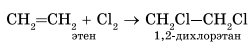 CH₂=CH₂ + Cl₂ → CH₂Cl—CH₂Cl
этен 1,2-дихлорэтан